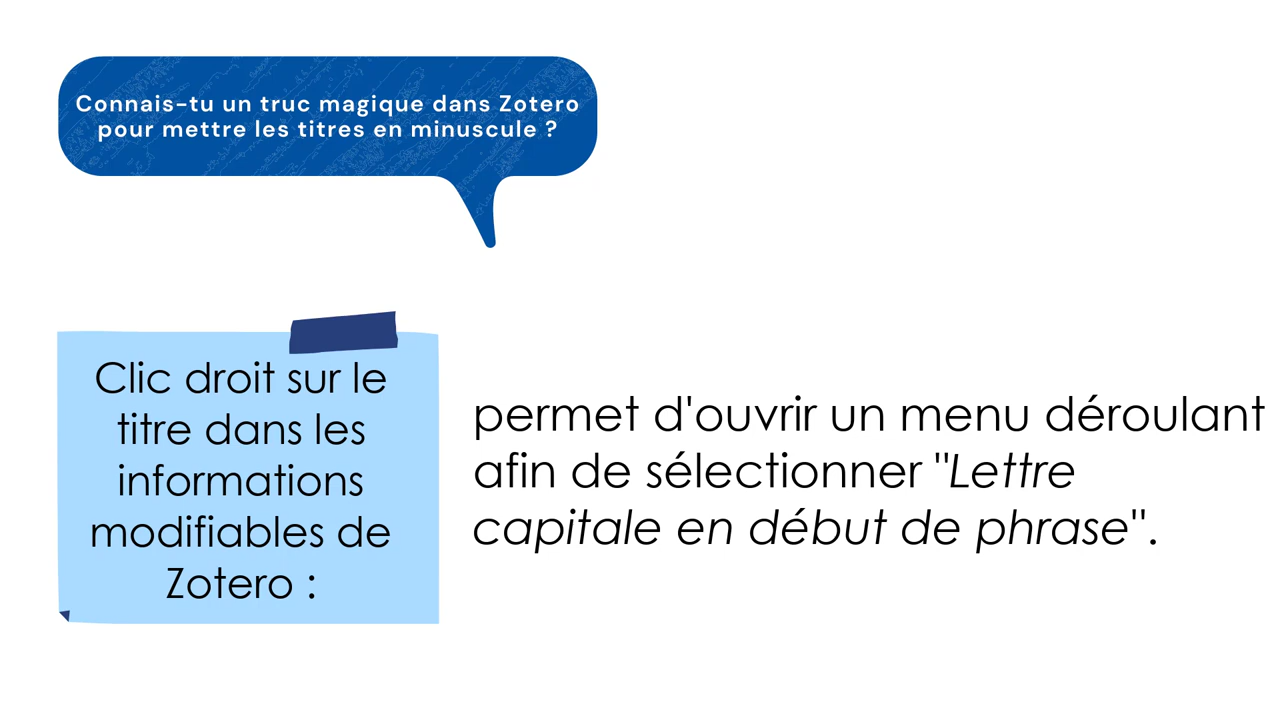 Connais-tu un truc magique dans Zotero
pour mettre les titres en minuscule ?
Clic droit sur le
titre dans les
informations
modifiables de
Zotero :
permet d'ouvrir un menu déroulant
afin de sélectionner "Lettre
capitale en début de phrase".